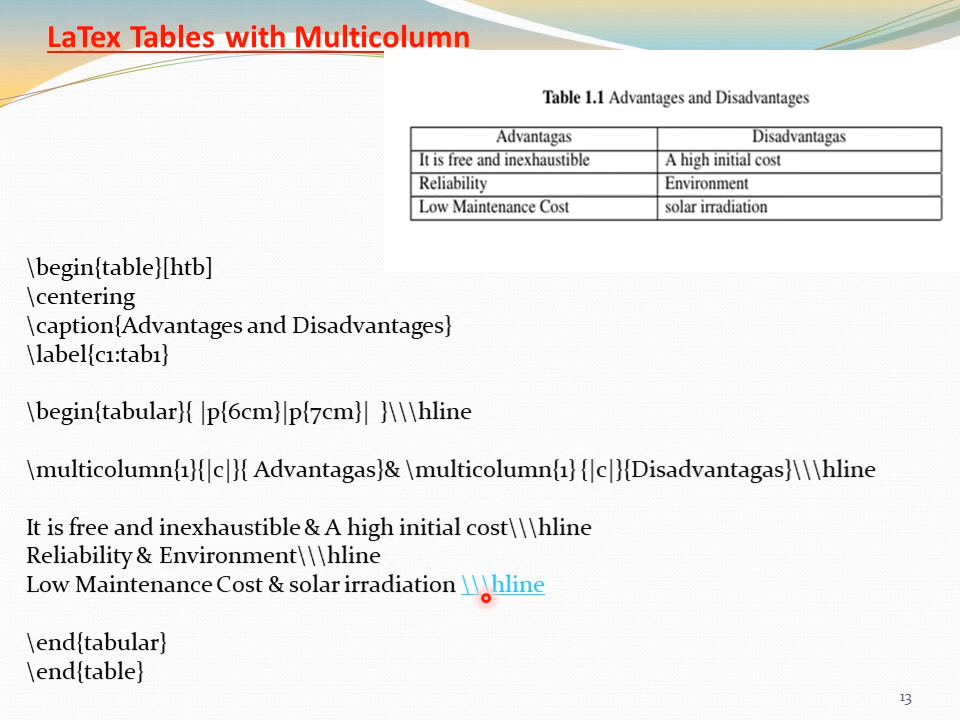 LaTex Tables with Multicolumn
Table 1.1 Advantages and Disadvantages
Advantagas Disadvantagas
It is free and inexhaustible A high initial cost
Reliability Environment
Low Maintenance Cost solar irradiation
\begin{table}[htb]
\centering
\caption{Advantages and Disadvantages}
\label{c1:tab1}
\begin{tabular}{ |p{6cm}|p{7cm}| }\\\hline
\multicolumn{1}{|c|}{ Advantagas}& \multicolumn{1} {|c|}{Disadvantagas}\\\hline
It is free and inexhaustible & A high initial cost\\\hline
Reliability & Environment\\\hline
Low Maintenance Cost & solar irradiation \\\hline
\end{tabular}
\end{table}
13